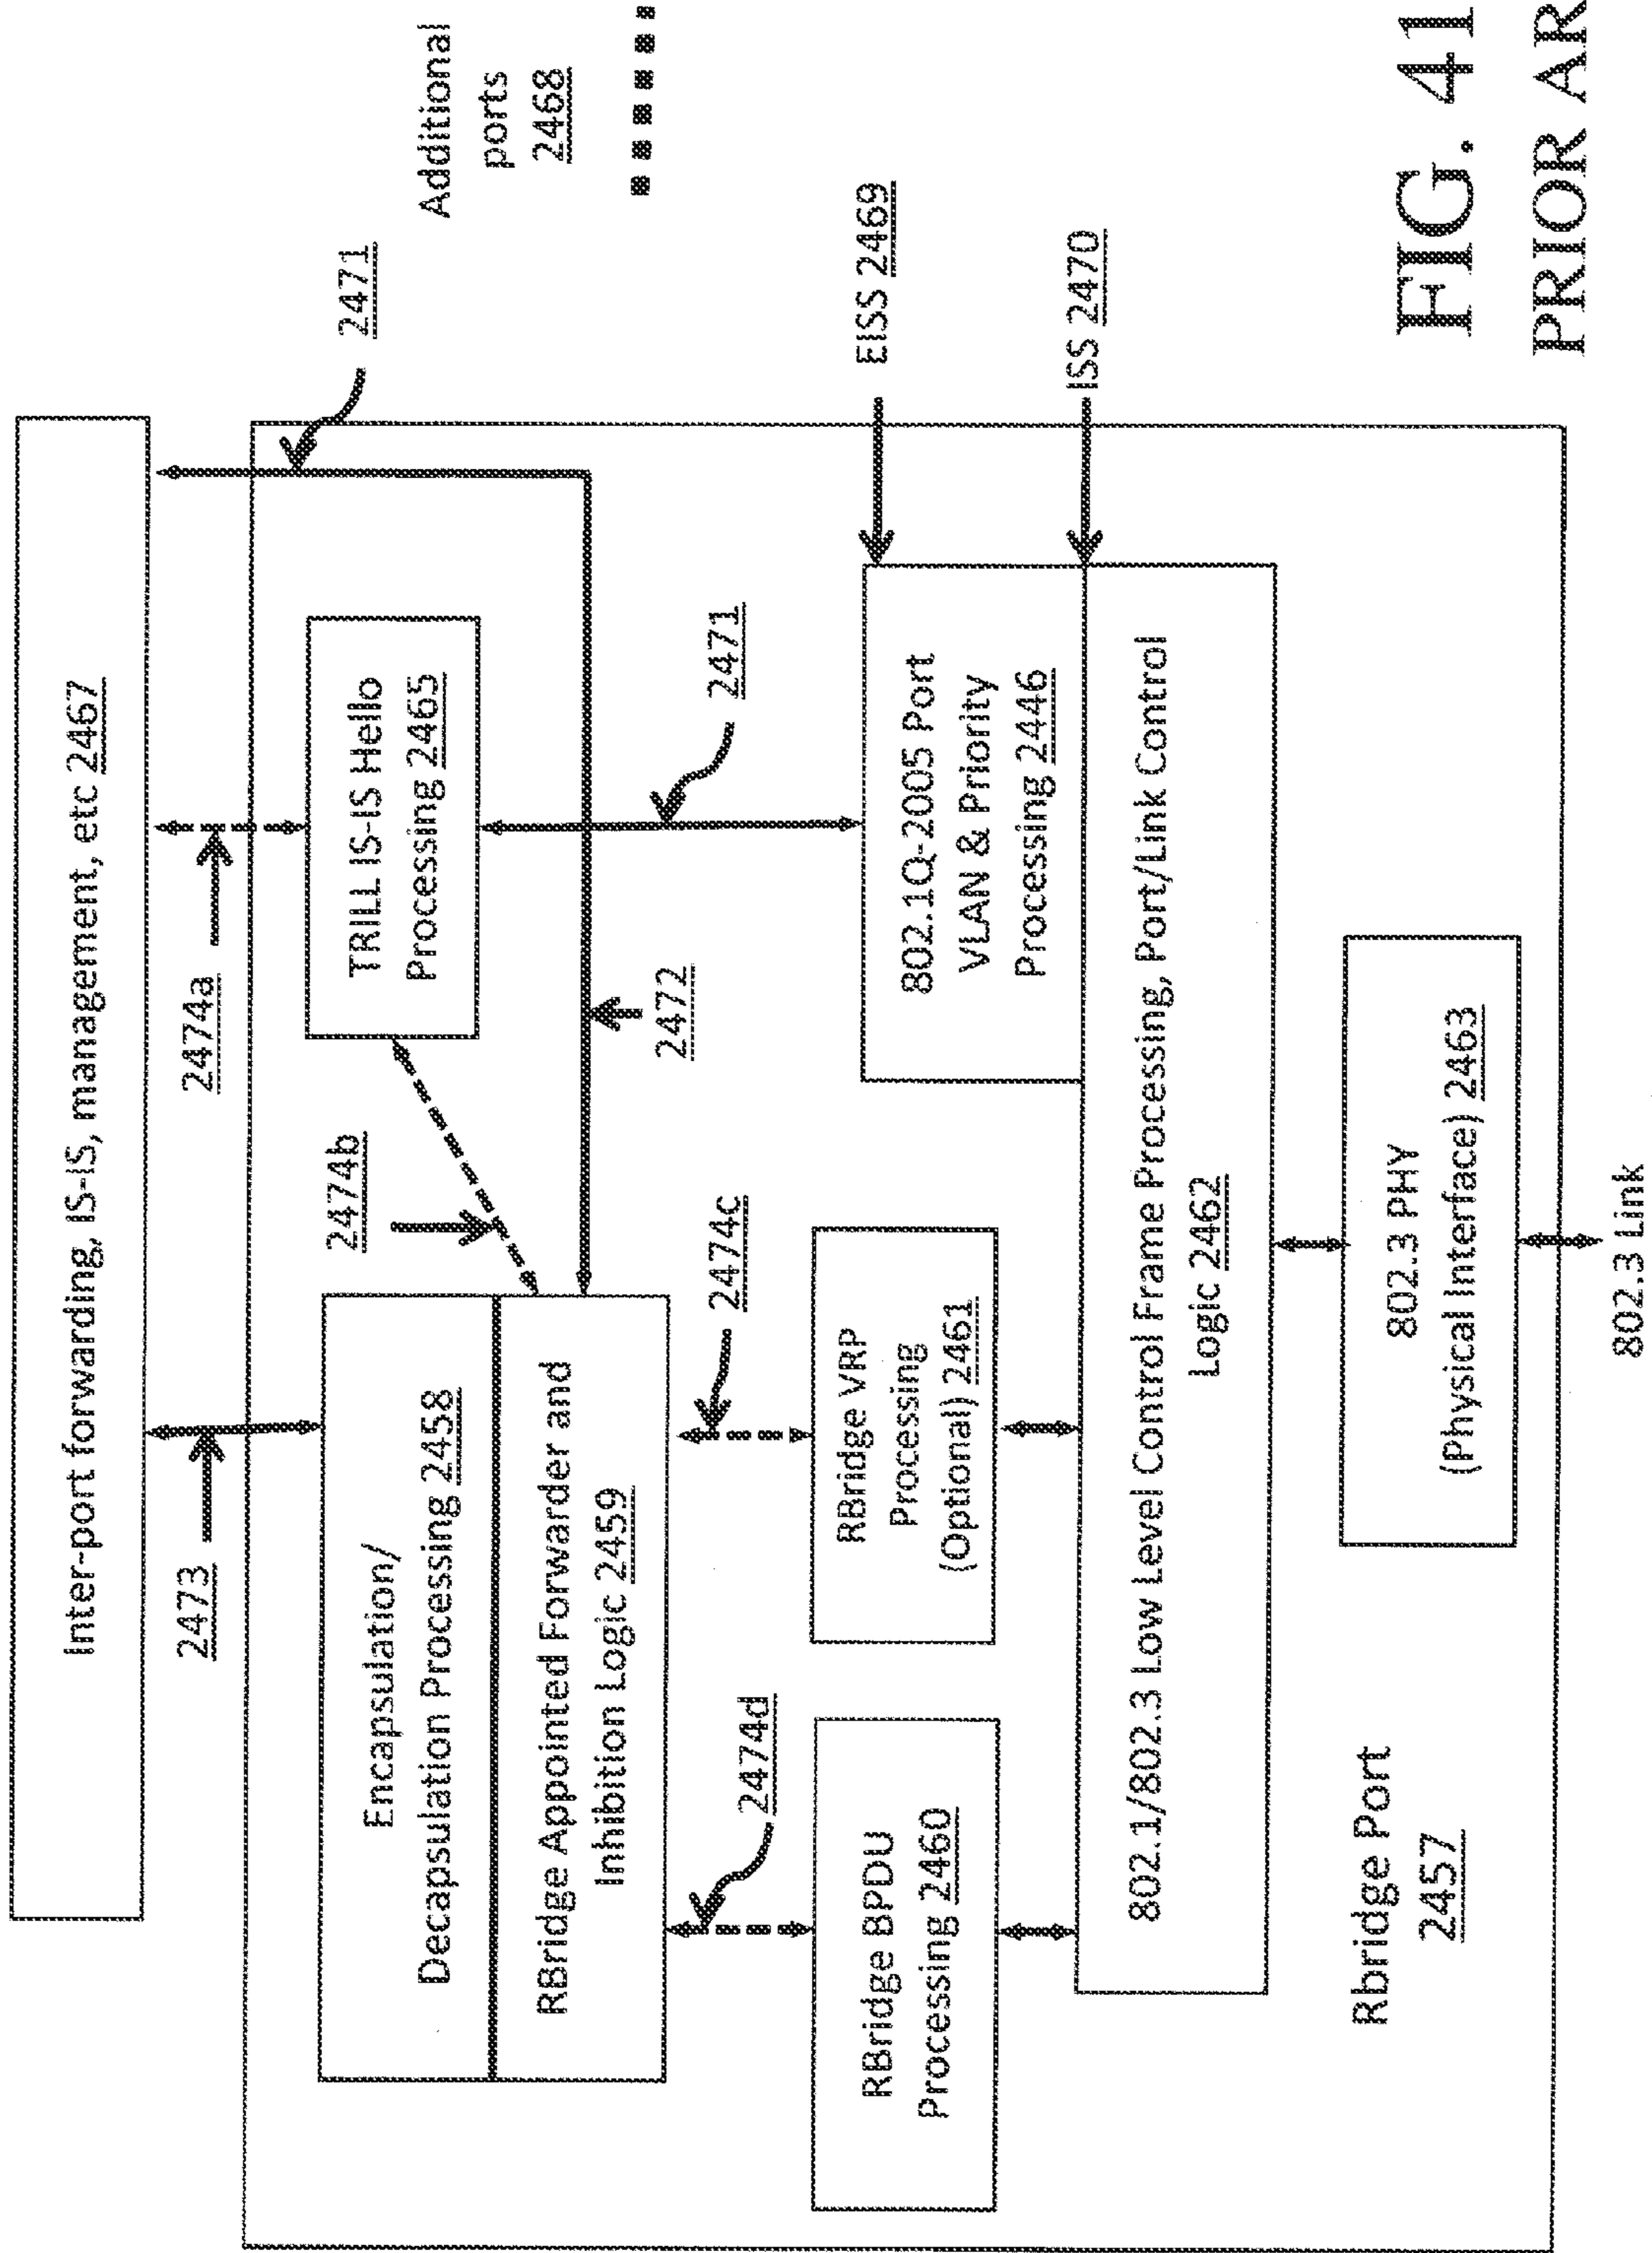 Inter-port forwarding, IS-IS, management, etc 2467
2473
2474a
2471
Additional
ports
2468
Encapsulation/
Decapsulation Processing 2458
RBridge Appointed Forwarder and
Inhibition Logic 2459
2474b
TRILL IS-IS Hello
Processing 2465
2472
2471
2474d
2474c
RBridge BPDU
Processing 2460
RBridge VRP
Processing
(Optional) 2461
802.1Q-2005 Port
VLAN & Priority
Processing 2446
EISS 2469
ISS 2470
802.1/802.3 Low Level Control Frame Processing, Port/Link Control
Logic 2462
Rbridge Port
2457
802.3 PHY
(Physical Interface) 2463
802.3 Link
FIG. 41
PRIOR AR